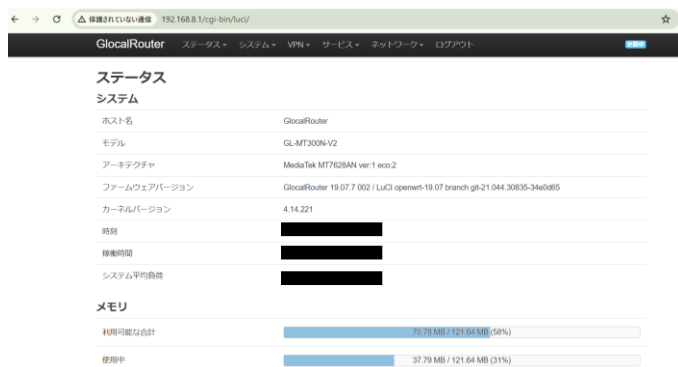 保護されていない通信 192.168.8.1/cgi-bin/luci/
GlocalRouter ステータス システム VPN サービス ネットワーク ログアウト 更新中
ステータス
システム
ホスト名 GlocalRouter
モデル GL-MT300N-V2
アーキテクチャ MediaTek MT7628AN ver:1 eco:2
ファームウェアバージョン GlocalRouter 19.07.7 002 / LuCI openwrt-19.07 branch git-21.044.30835-34e0d65
カーネルバージョン 4.14.221
時刻
稼働時間
システム平均負荷
メモリ
利用可能な合計 70.78 MB / 121.64 MB (58%)
使用中 37.79 MB / 121.64 MB (31%)